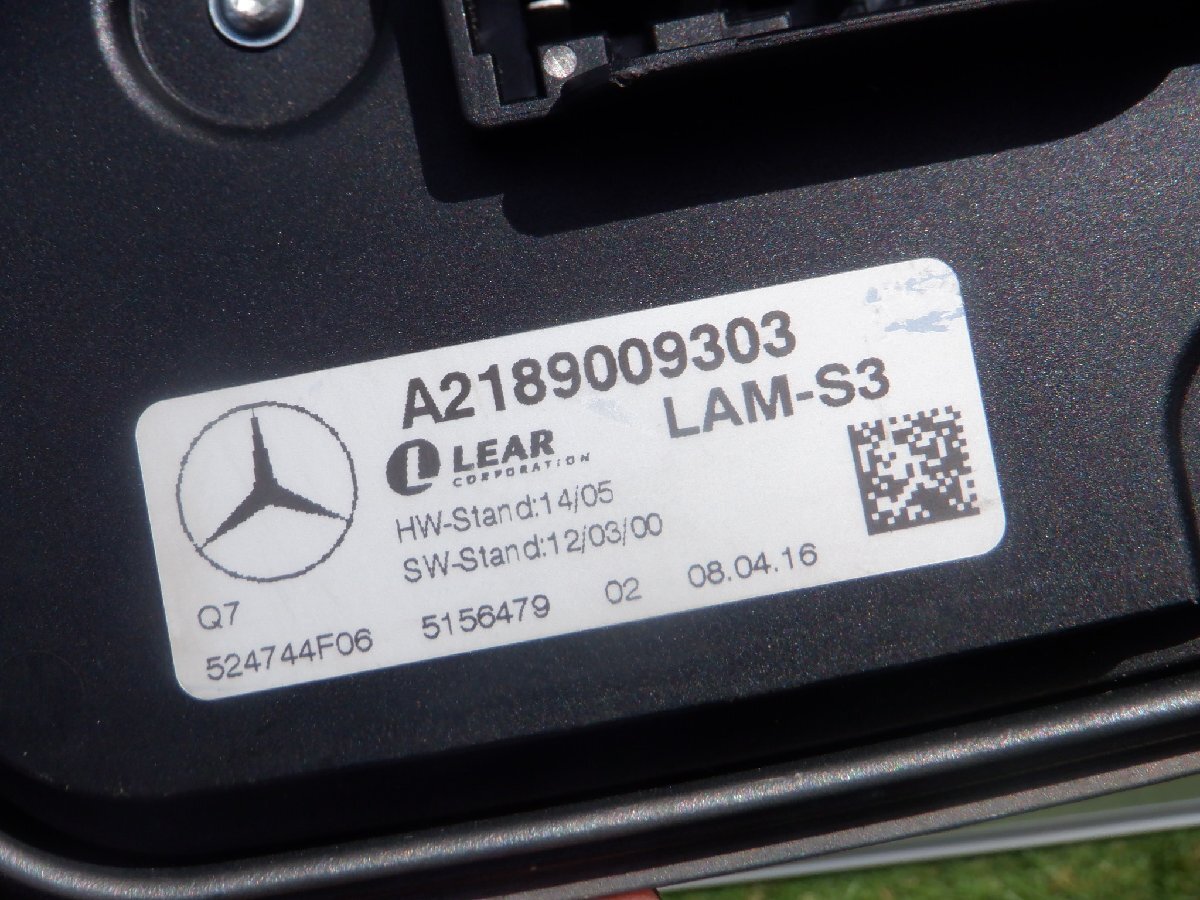 A2189009303
LAM-S3
LEAR
CORPORATION
HW-Stand:14/05
SW-Stand:12/03/00
Q7
524744F06 5156479 02 08.04.16